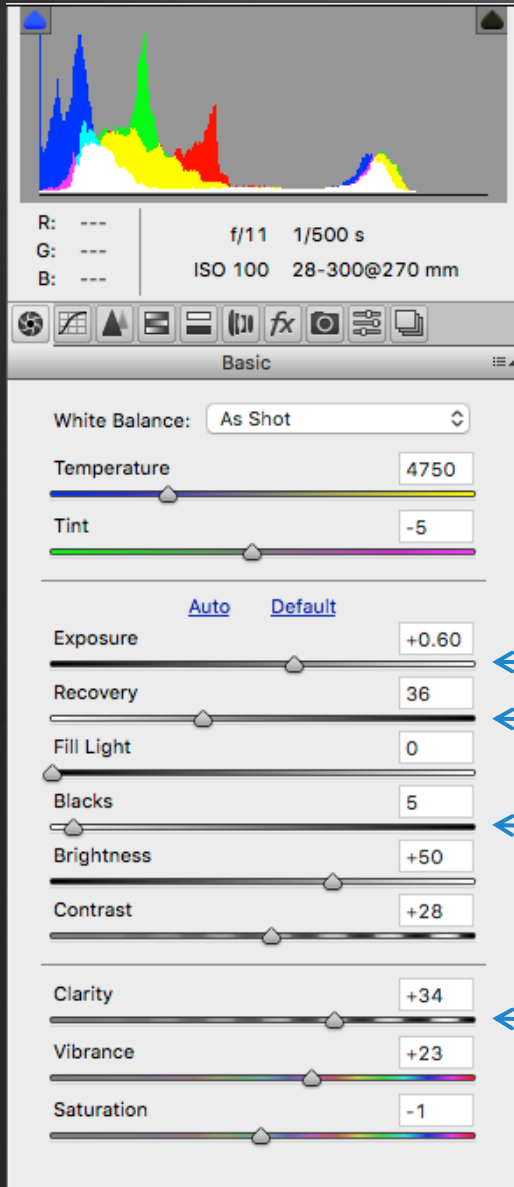 R: ---
G: ---
B: ---
f/11 1/500 s
ISO 100 28-300@270 mm
fx
Basic
White Balance: As Shot
Temperature 4750
Tint -5
Auto Default
Exposure +0.60
Recovery 36
Fill Light 0
Blacks 5
Brightness +50
Contrast +28
Clarity +34
Vibrance +23
Saturation -1